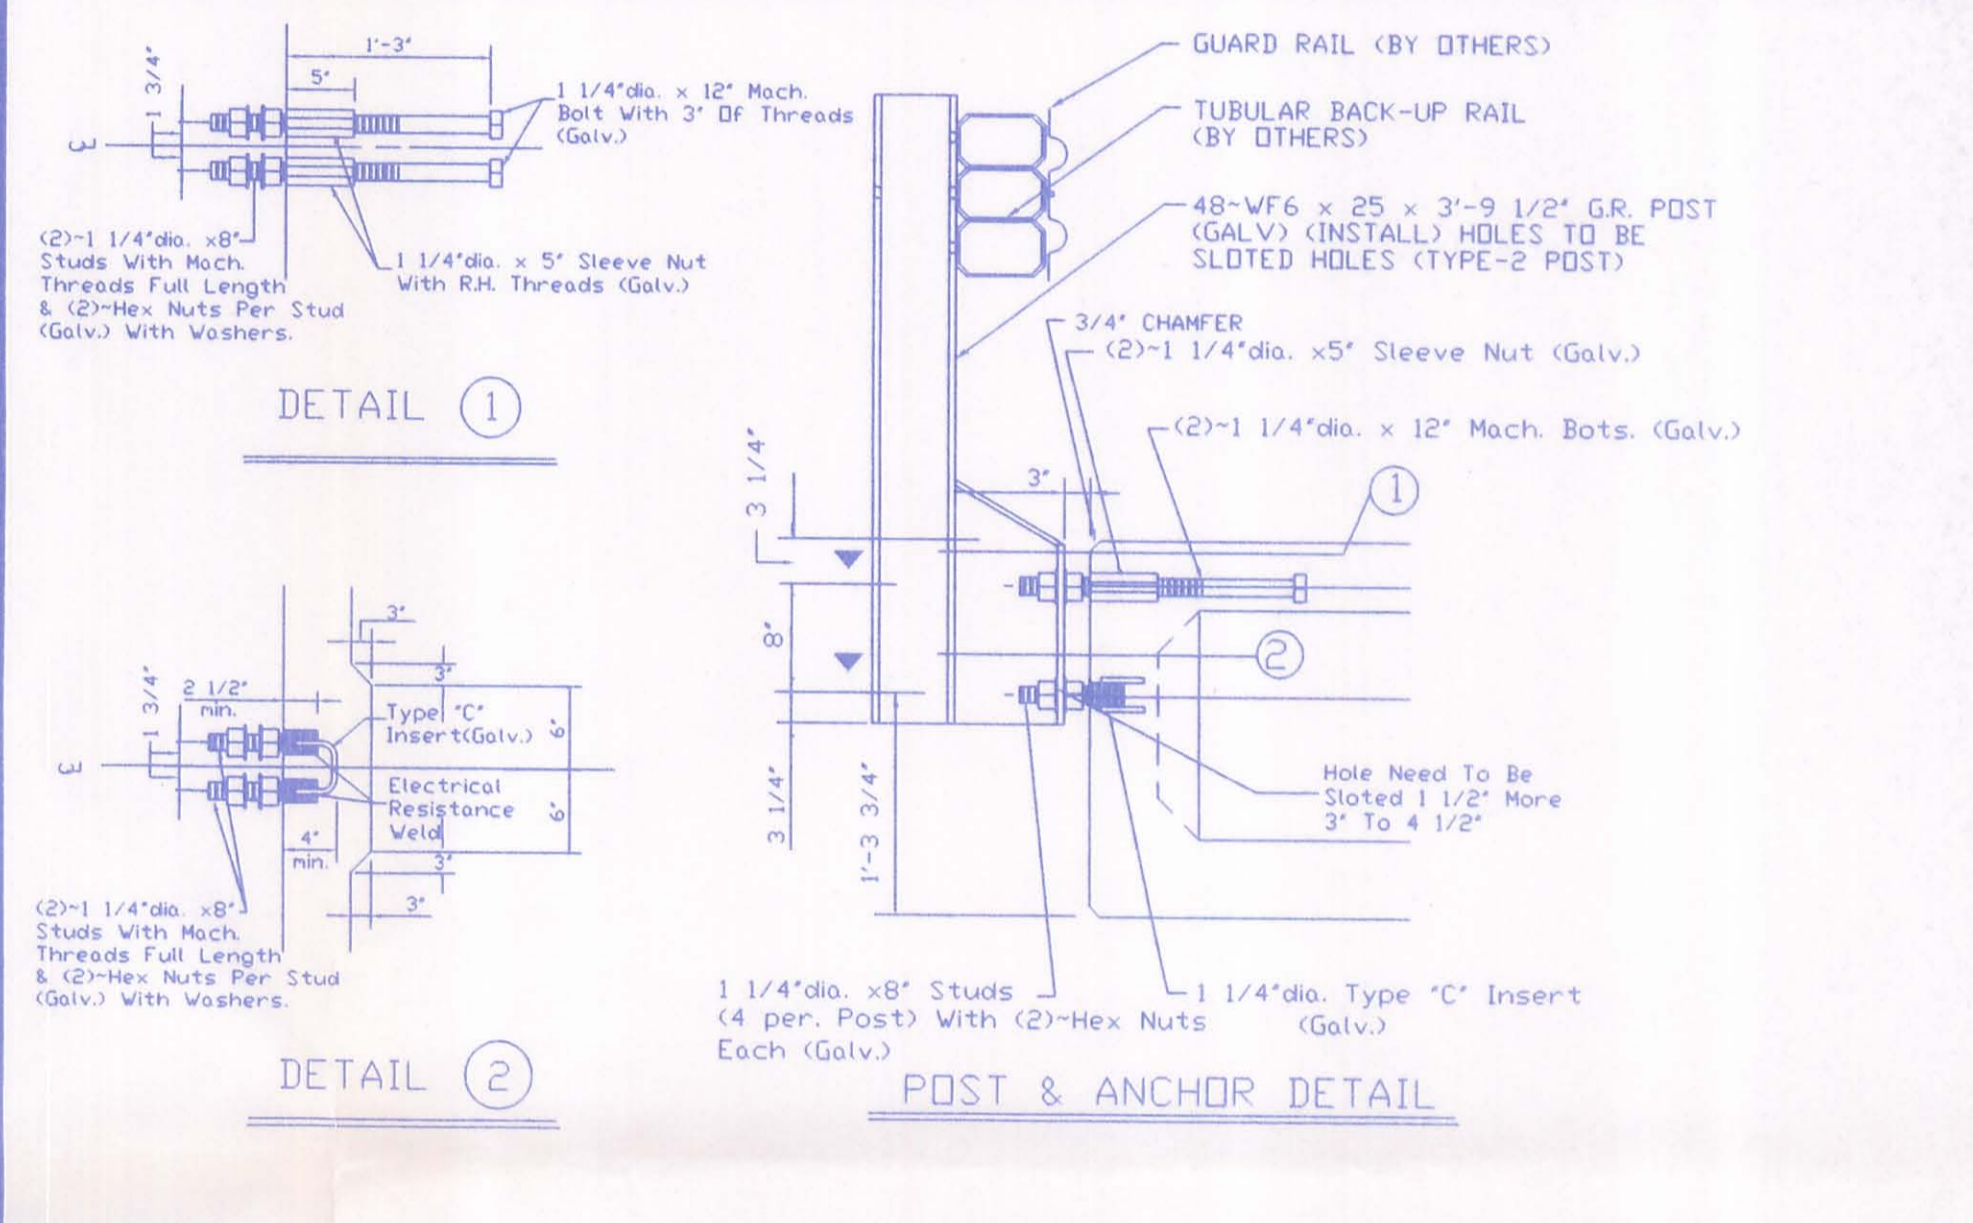 1'-3"
5"
1 3/4"
3
1 1/4"dia. x 12" Mach.
Bolt With 3" Of Threads
(Galv.)
(2)~1 1/4"dia. x8"
Studs With Mach.
Threads Full Length
& (2)~Hex Nuts Per Stud
(Galv.) With Washers.
1 1/4"dia. x 5" Sleeve Nut
With R.H. Threads (Galv.)
DETAIL 1
GUARD RAIL (BY OTHERS)
TUBULAR BACK-UP RAIL
(BY OTHERS)
48~WF6 x 25 x 3'-9 1/2" G.R. POST
(GALV) (INSTALL) HOLES TO BE
SLOTED HOLES (TYPE-2 POST)
3/4" CHAMFER
(2)~1 1/4"dia. x5" Sleeve Nut (Galv.)
(2)~1 1/4"dia. x 12" Mach. Bots. (Galv.)
3 1/4"
3"
1
8"
2
3 1/4"
1'-3 3/4"
Hole Need To Be
Sloted 1 1/2" More
3" To 4 1/2"
1 1/4"dia. x8" Studs
(4 per. Post) With (2)~Hex Nuts
Each (Galv.)
1 1/4"dia. Type "C" Insert
(Galv.)
POST & ANCHOR DETAIL
3"
3"
1 3/4"
2 1/2"
min.
Type "C"
Insert(Galv.)
6"
3
Electrical
Resistance
Weld
6"
4"
min.
3"
3"
(2)~1 1/4"dia. x8"
Studs With Mach.
Threads Full Length
& (2)~Hex Nuts Per Stud
(Galv.) With Washers.
DETAIL 2